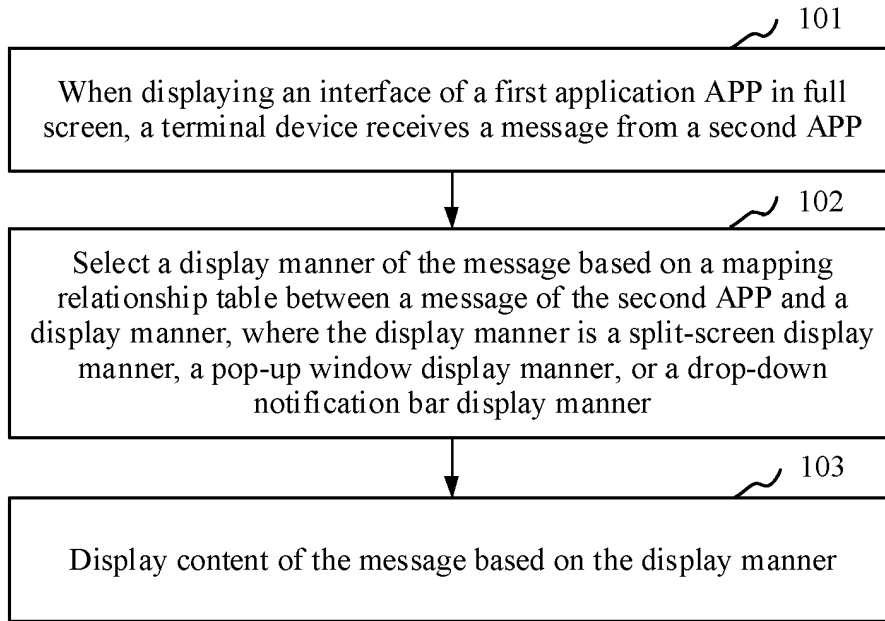 101
When displaying an interface of a first application APP in full
screen, a terminal device receives a message from a second APP
102
Select a display manner of the message based on a mapping
relationship table between a message of the second APP and a
display manner, where the display manner is a split-screen display
manner, a pop-up window display manner, or a drop-down
notification bar display manner
103
Display content of the message based on the display manner